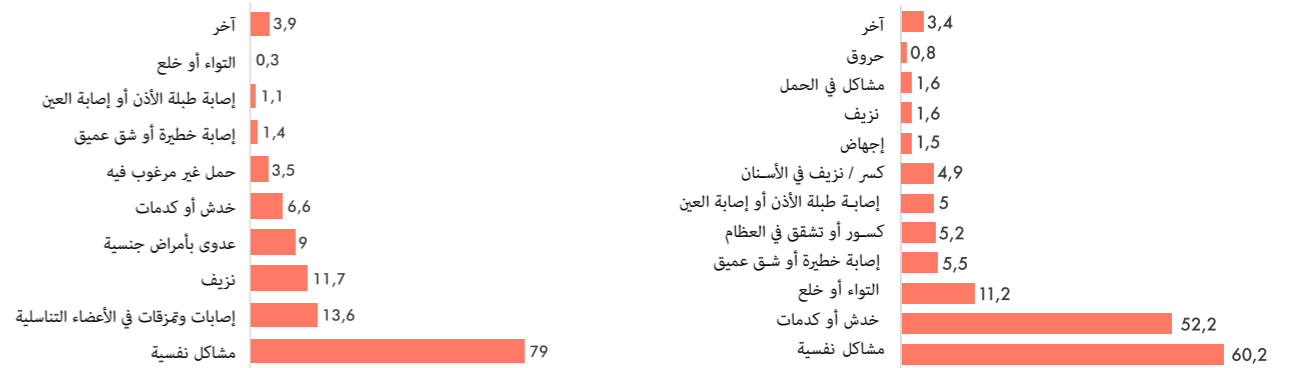 آخر 3,4
حروق 0,8
مشاكل في الحمل 1,6
نزيف 1,6
إجهاض 1,5
كسر / نزيف في الأسنان 4,9
إصابة طبلة الأذن أو إصابة العين 5
كسور أو تشقق في العظام 5,2
إصابة خطيرة أو شق عميق 5,5
التواء أو خلع 11,2
خدش أو كدمات 52,2
مشاكل نفسية 60,2
آخر 3,9
التواء أو خلع 0,3
إصابة طبلة الأذن أو إصابة العين 1,1
إصابة خطيرة أو شق عميق 1,4
حمل غير مرغوب فيه 3,5
خدش أو كدمات 6,6
عدوى بأمراض جنسية 9
نزيف 11,7
إصابات وتمزقات في الأعضاء التناسلية 13,6
مشاكل نفسية 79